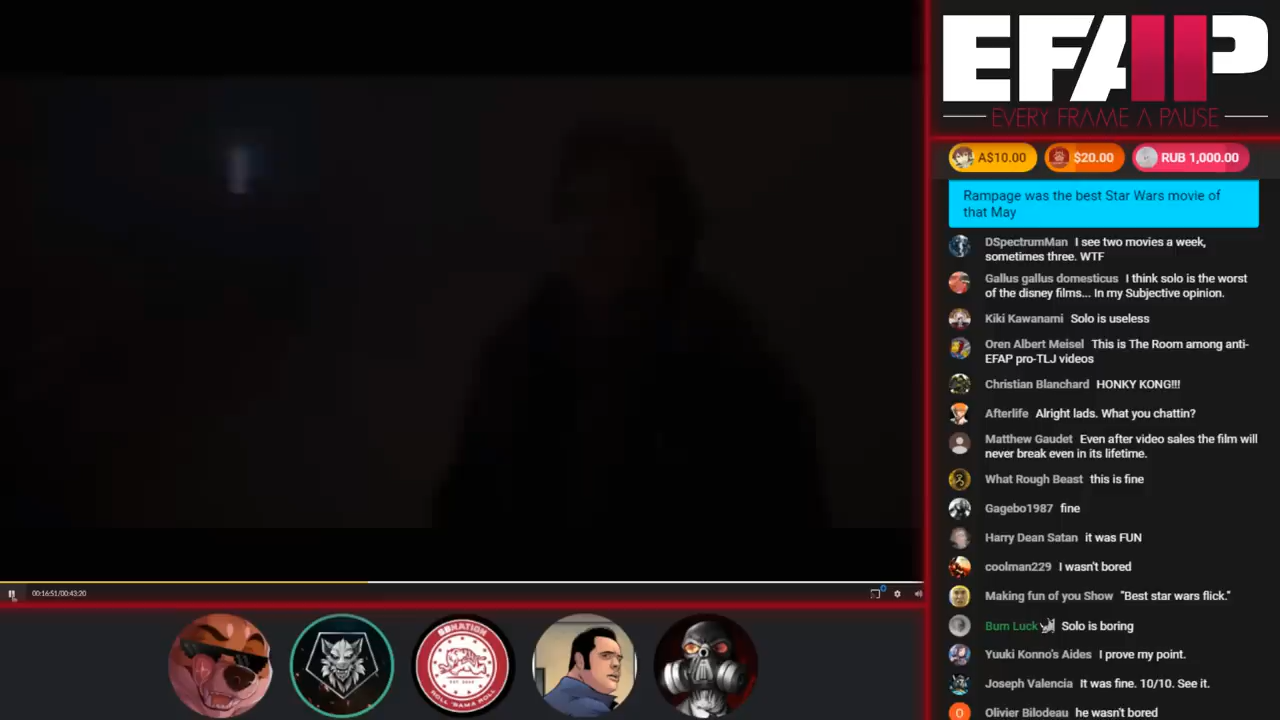 EFAP
EVERY FRAME A PAUSE
A$10.00
$20.00
RUB 1,000.00
Rampage was the best Star Wars movie of
that May
DSpectrumMan I see two movies a week,
sometimes three. WTF
Gallus gallus domesticus I think solo is the worst
of the disney films... In my Subjective opinion.
Kiki Kawanami Solo is useless
Oren Albert Meisel This is The Room among anti-
EFAP pro-TLJ videos
Christian Blanchard HONKY KONG!!!
Afterlife Alright lads. What you chattin?
Matthew Gaudet Even after video sales the film will
never break even in its lifetime.
What Rough Beast this is fine
Gagebo1987 fine
Harry Dean Satan it was FUN
coolman229 I wasn't bored
Making fun of you Show "Best star wars flick."
Bum Luck Solo is boring
Yuuki Konno's Aides I prove my point.
Joseph Valencia It was fine. 10/10. See it.
O Olivier Bilodeau he wasn't bored
00:16:51/00:43:20
BBNATION
ROLL 'BAMA ROLL